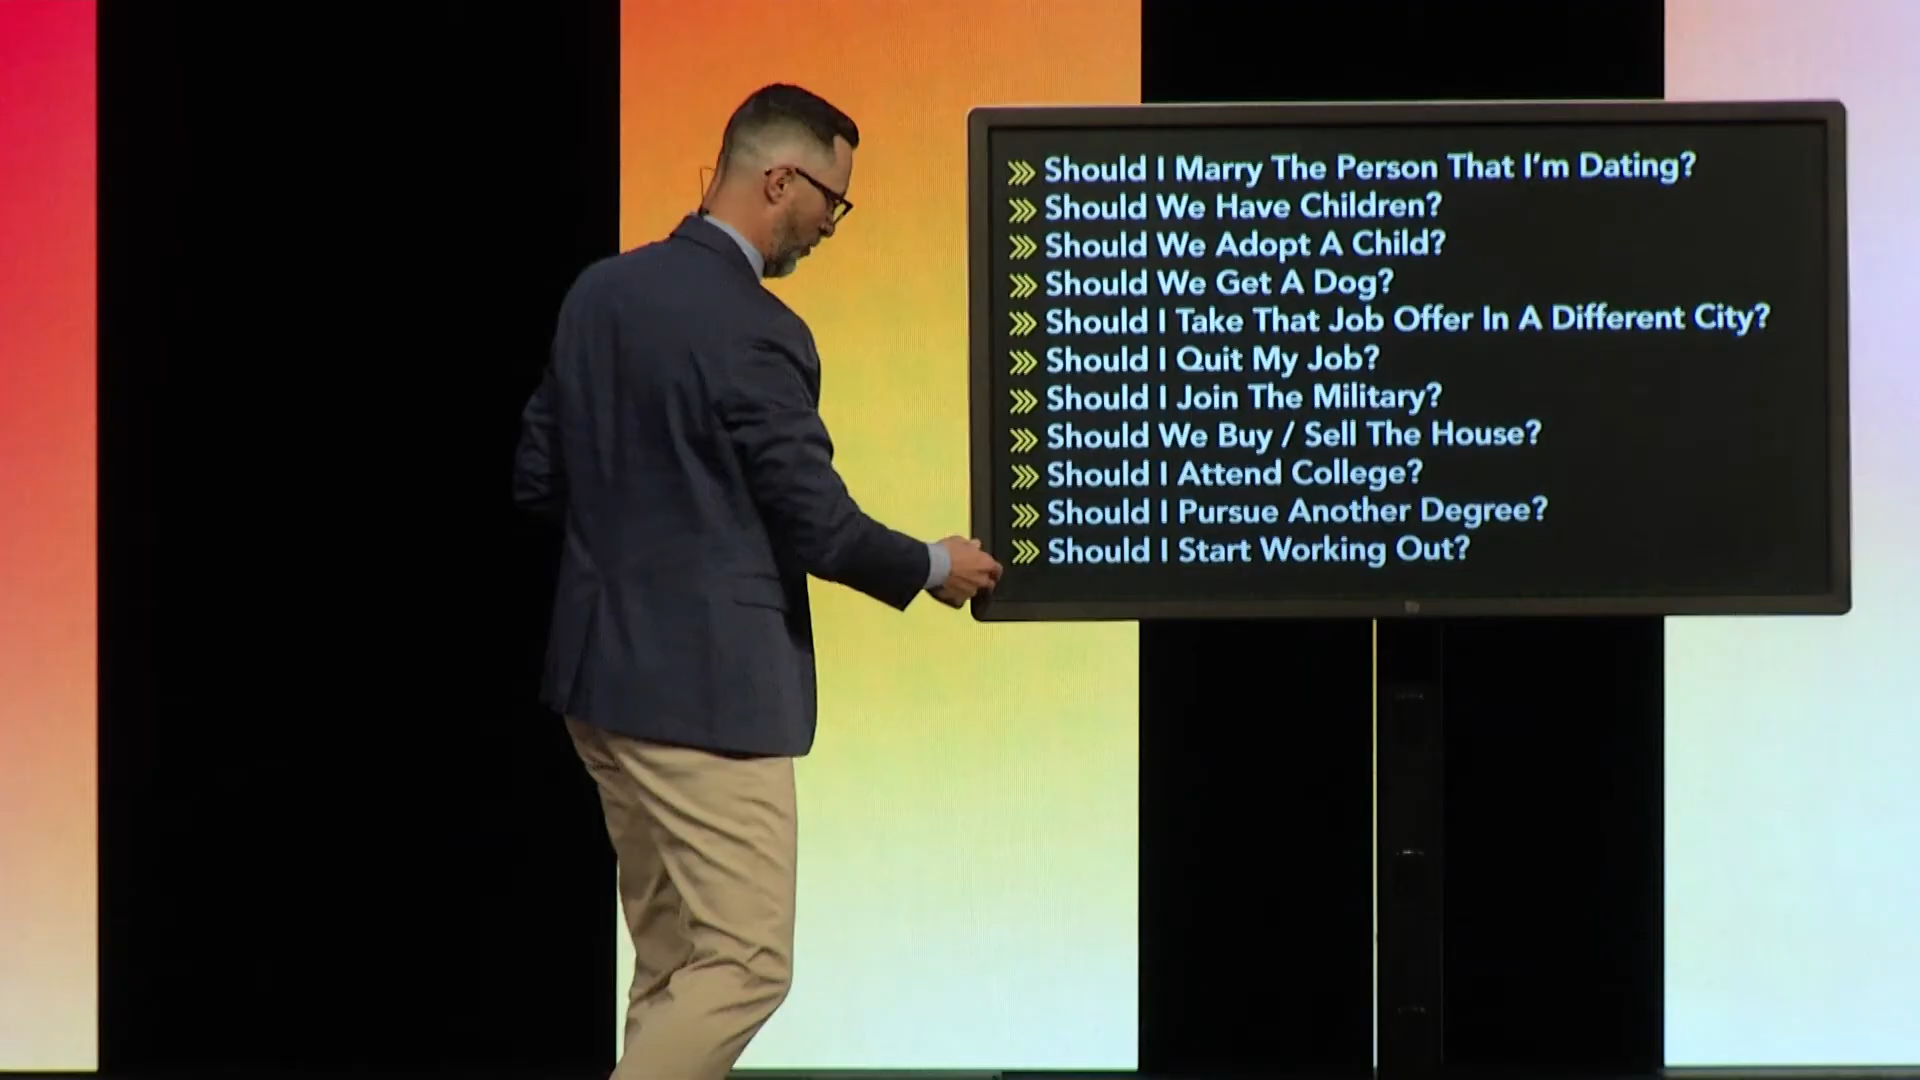 Should I Marry The Person That I'm Dating?
Should We Have Children?
Should We Adopt A Child?
Should We Get A Dog?
Should I Take That Job Offer In A Different City?
Should I Quit My Job?
Should I Join The Military?
Should We Buy / Sell The House?
Should I Attend College?
Should I Pursue Another Degree?
Should I Start Working Out?